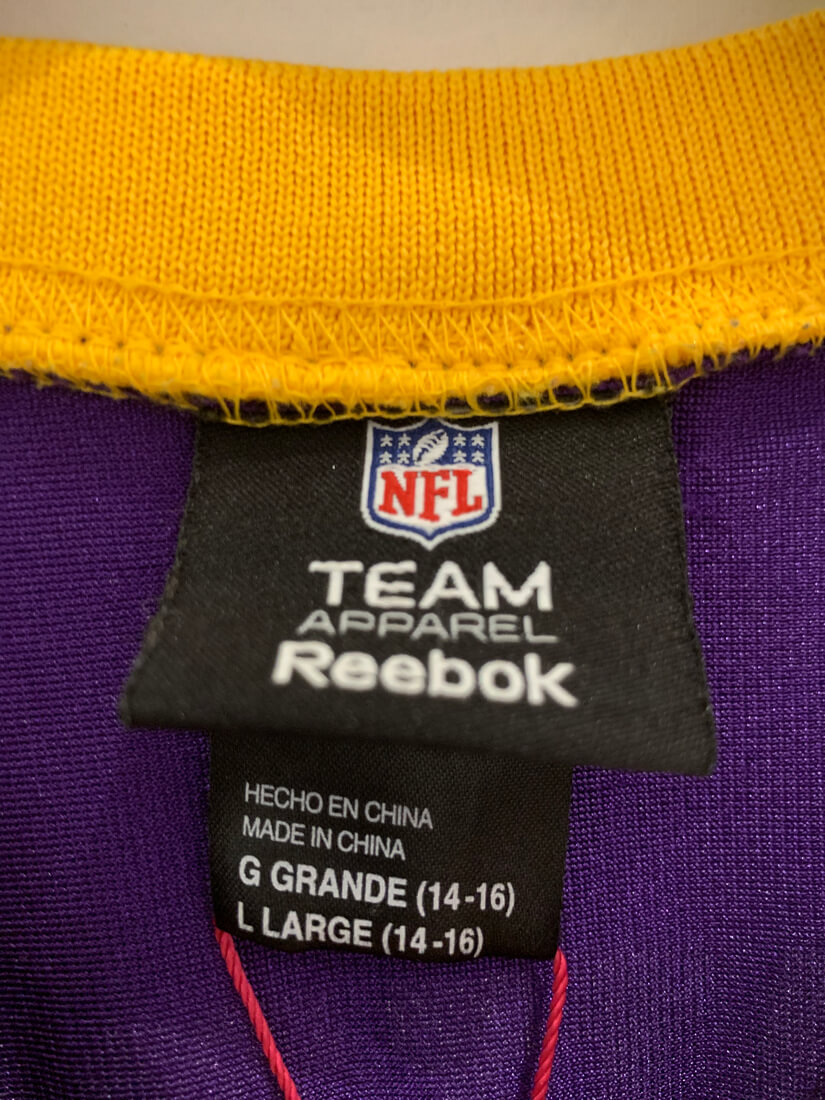 NFL
TEAM
APPAREL
Reebok
HECHO EN CHINA
MADE IN CHINA
G GRANDE (14-16)
L LARGE (14-16)